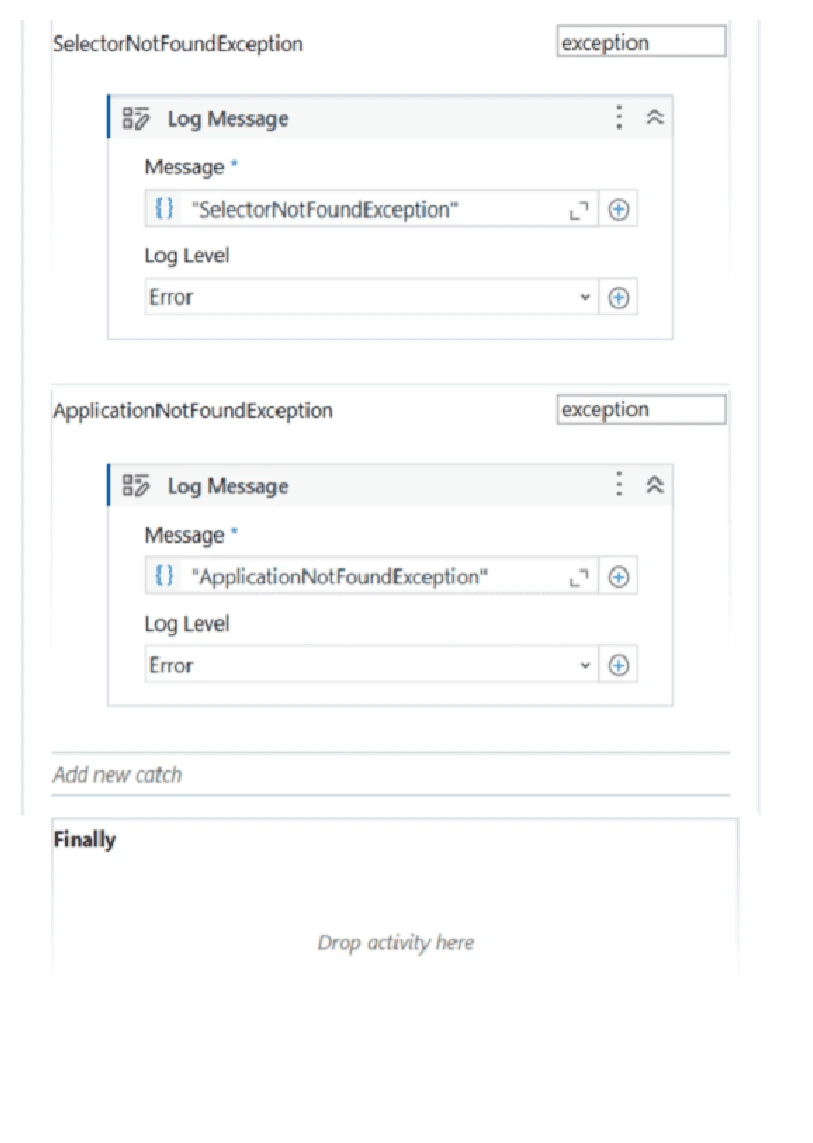 SelectorNotFoundException exception
Log Message
Message *
{} "SelectorNotFoundException"
Log Level
Error
ApplicationNotFoundException exception
Log Message
Message *
{} "ApplicationNotFoundException"
Log Level
Error
Add new catch
Finally
Drop activity here